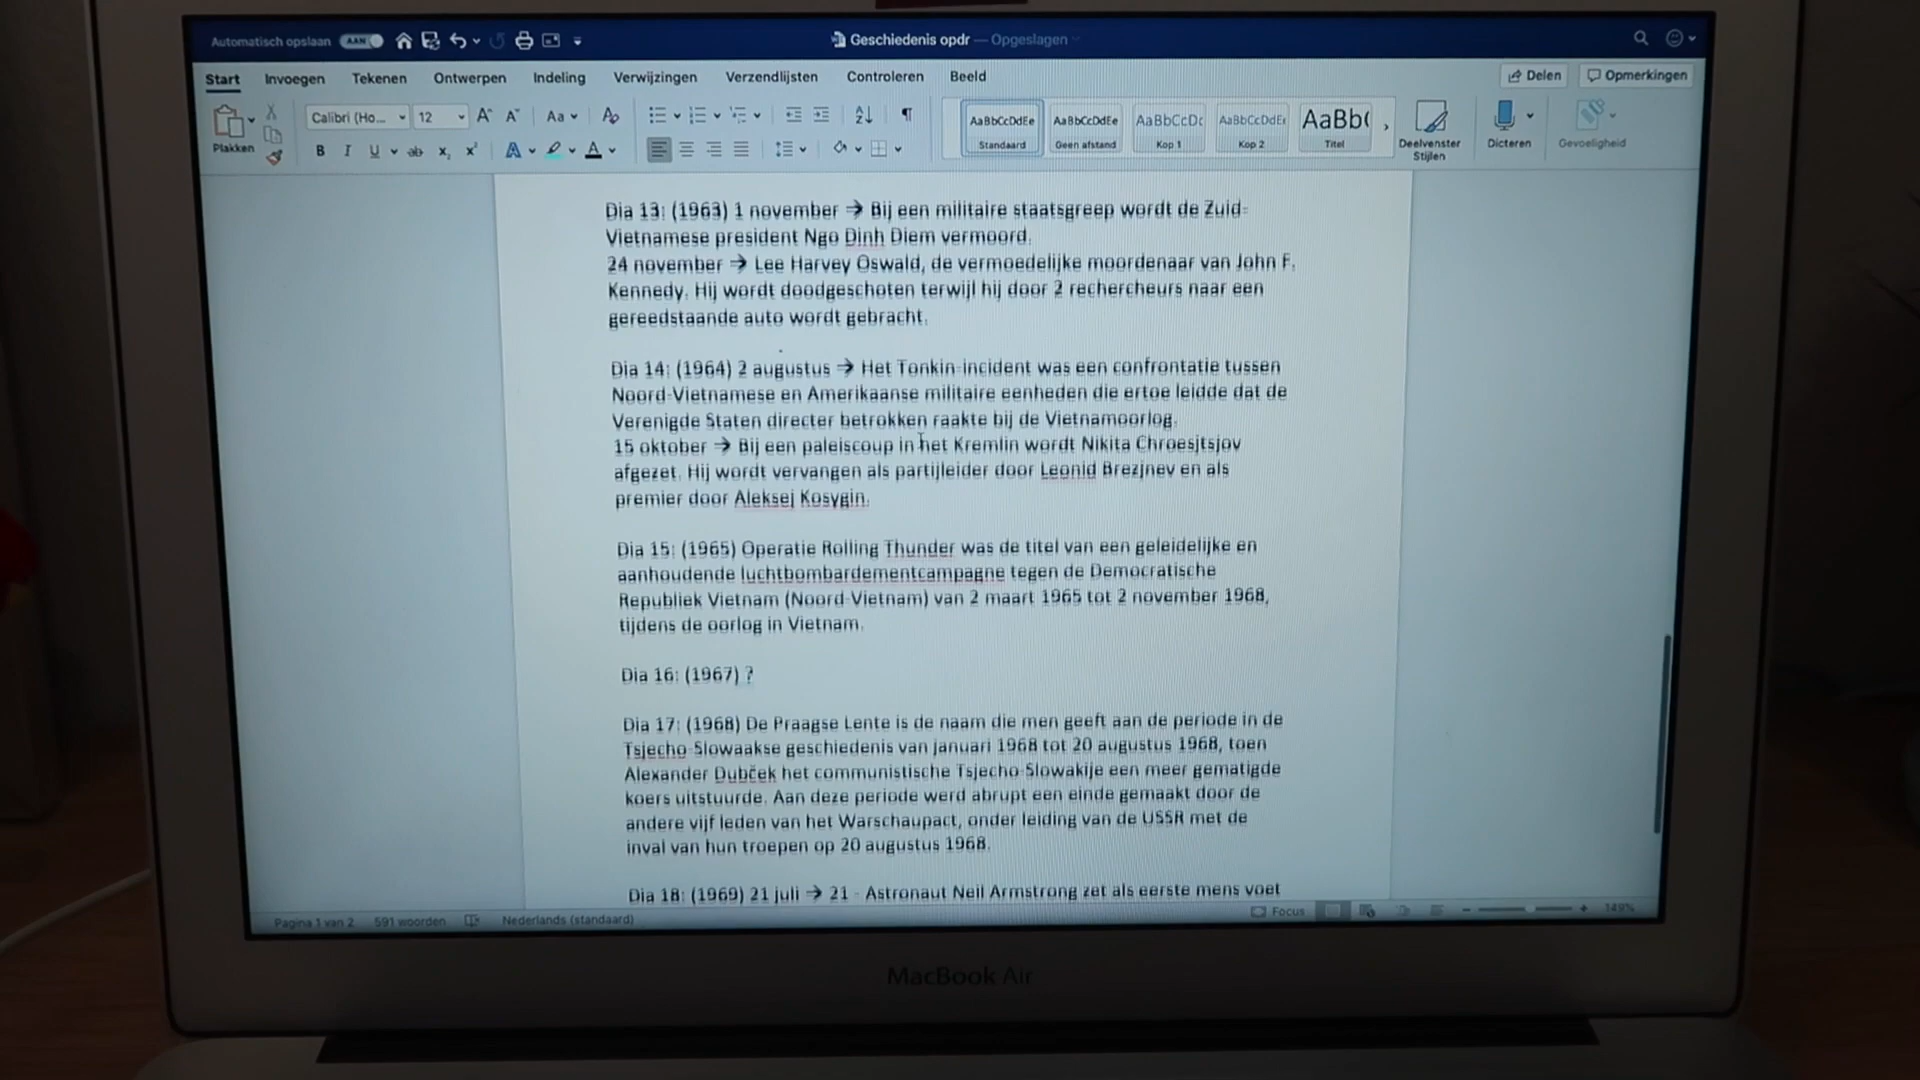 Automatisch opslaan AAN Geschiedenis opdr — Opgeslagen
Start Invoegen Tekenen Ontwerpen Indeling Verwijzingen Verzendlijsten Controleren Beeld Delen Opmerkingen
Plakken Calibri (Ho... 12 Aa
AaBbCcDdEe AaBbCcDdEe AaBbCcDc AaBbCcDdEe AaBb(
Standaard Geen afstand Kop 1 Kop 2 Titel Deelvenster Stijlen Dicteren Gevoeligheid
Dia 13: (1963) 1 november → Bij een militaire staatsgreep wordt de Zuid-
Vietnamese president Ngo Dinh Diem vermoord.
24 november → Lee Harvey Oswald, de vermoedelijke moordenaar van John F.
Kennedy. Hij wordt doodgeschoten terwijl hij door 2 rechercheurs naar een
gereedstaande auto wordt gebracht.
Dia 14: (1964) 2 augustus → Het Tonkin-incident was een confrontatie tussen
Noord-Vietnamese en Amerikaanse militaire eenheden die ertoe leidde dat de
Verenigde Staten directer betrokken raakte bij de Vietnamoorlog.
15 oktober → Bij een paleiscoup in het Kremlin wordt Nikita Chroesjtsjov
afgezet. Hij wordt vervangen als partijleider door Leonid Brezjnev en als
premier door Aleksej Kosygin.
Dia 15: (1965) Operatie Rolling Thunder was de titel van een geleidelijke en
aanhoudende luchtbombardementcampagne tegen de Democratische
Republiek Vietnam (Noord-Vietnam) van 2 maart 1965 tot 2 november 1968,
tijdens de oorlog in Vietnam.
Dia 16: (1967) ?
Dia 17: (1968) De Praagse Lente is de naam die men geeft aan de periode in de
Tsjecho-Slowaakse geschiedenis van januari 1968 tot 20 augustus 1968, toen
Alexander Dubček het communistische Tsjecho-Slowakije een meer gematigde
koers uitstuurde. Aan deze periode werd abrupt een einde gemaakt door de
andere vijf leden van het Warschaupact, onder leiding van de USSR met de
inval van hun troepen op 20 augustus 1968.
Dia 18: (1969) 21 juli → 21 - Astronaut Neil Armstrong zet als eerste mens voet
Pagina 1 van 2 591 woorden Nederlands (standaard) Focus 149%
MacBook Air